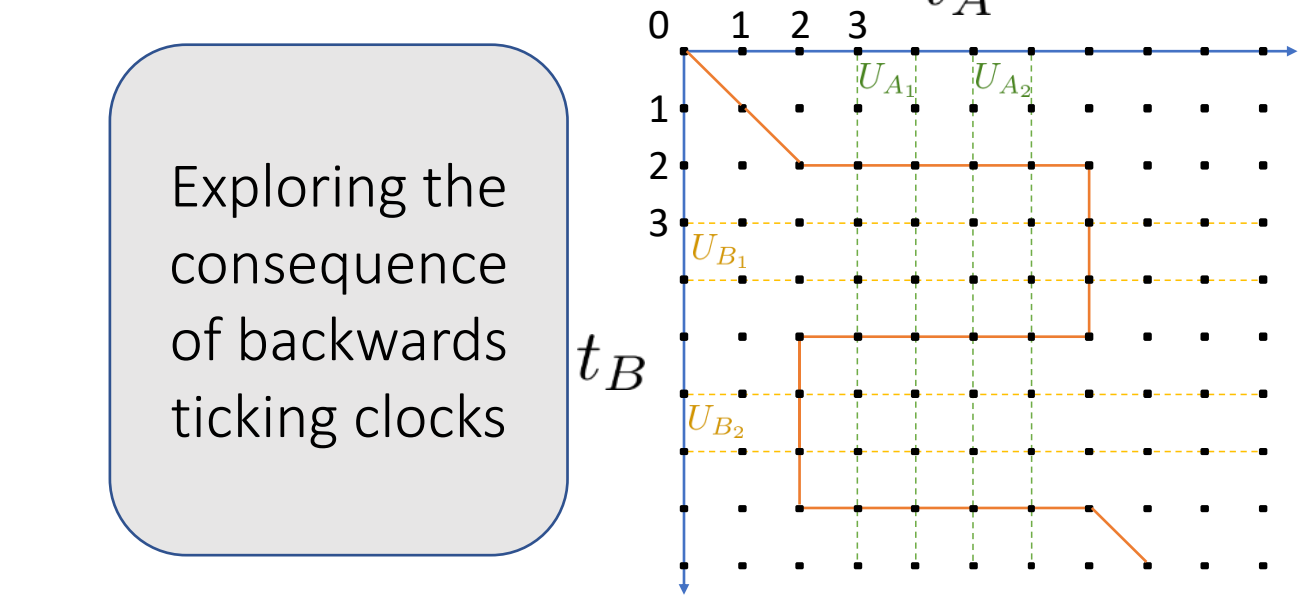 Exploring the
consequence
of backwards
ticking clocks
t_A
0 1 2 3
U_{A_1} U_{A_2}
1
2
3
U_{B_1}
t_B
U_{B_2}